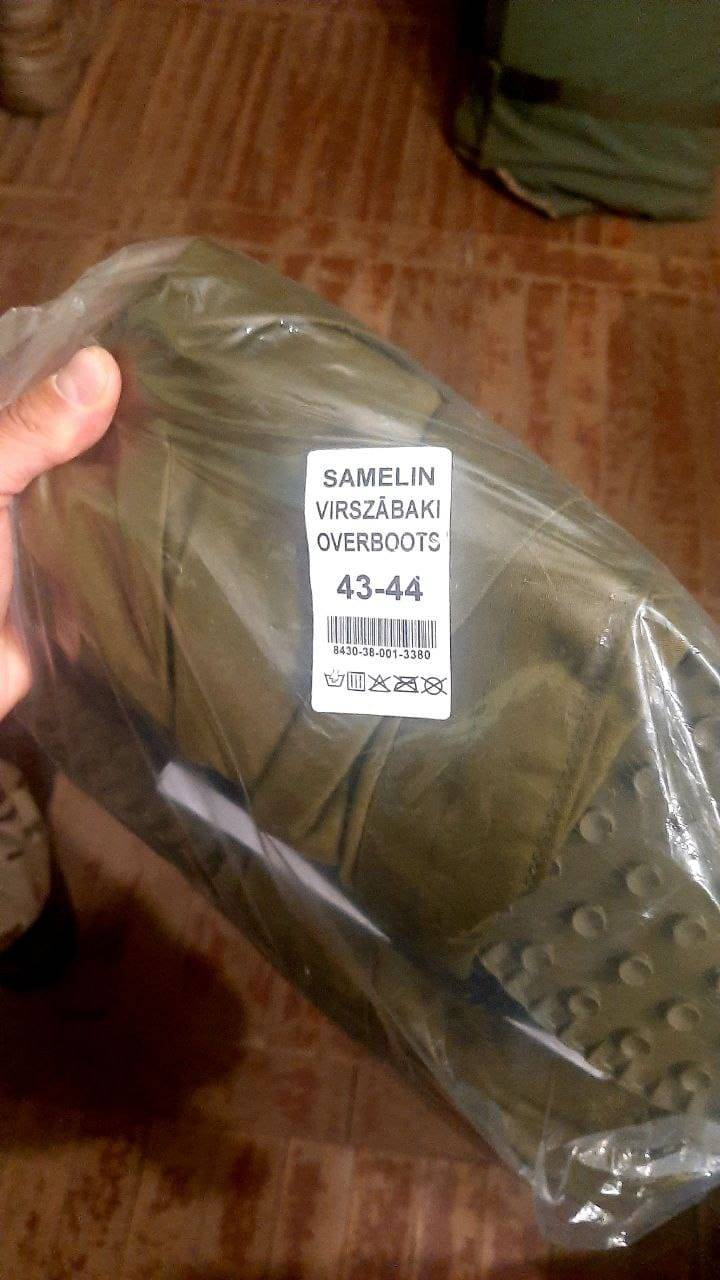 SAMELIN
VIRSZĀBAKI
OVERBOOTS
43-44
8430-38-001-3380